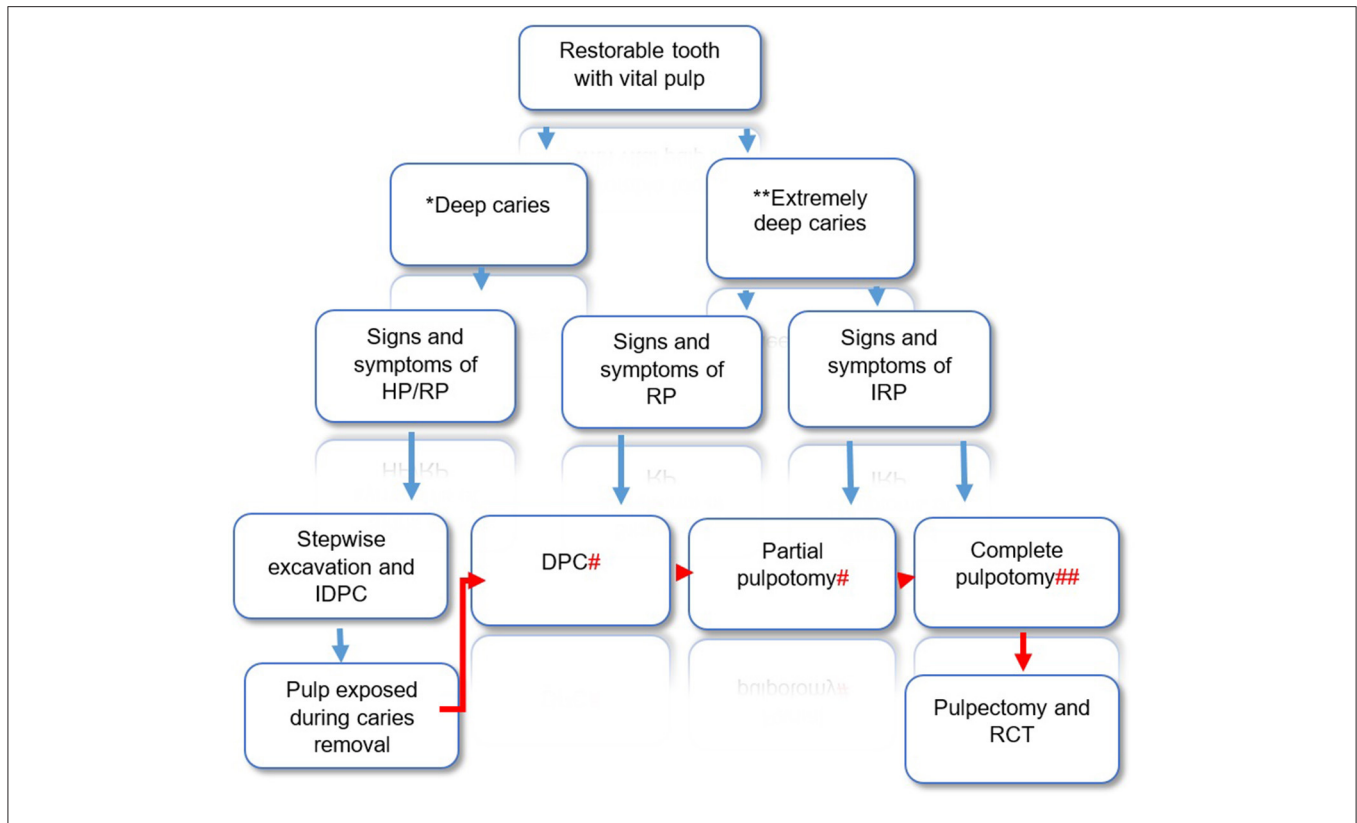 Restorable tooth
with vital pulp
*Deep caries
**Extremely
deep caries
Signs and
symptoms of
HP/RP
Signs and
symptoms of
RP
Signs and
symptoms of
IRP
Stepwise
excavation and
IDPC
DPC#
Partial
pulpotomy#
Complete
pulpotomy##
Pulp exposed
during caries
removal
Pulpectomy and
RCT